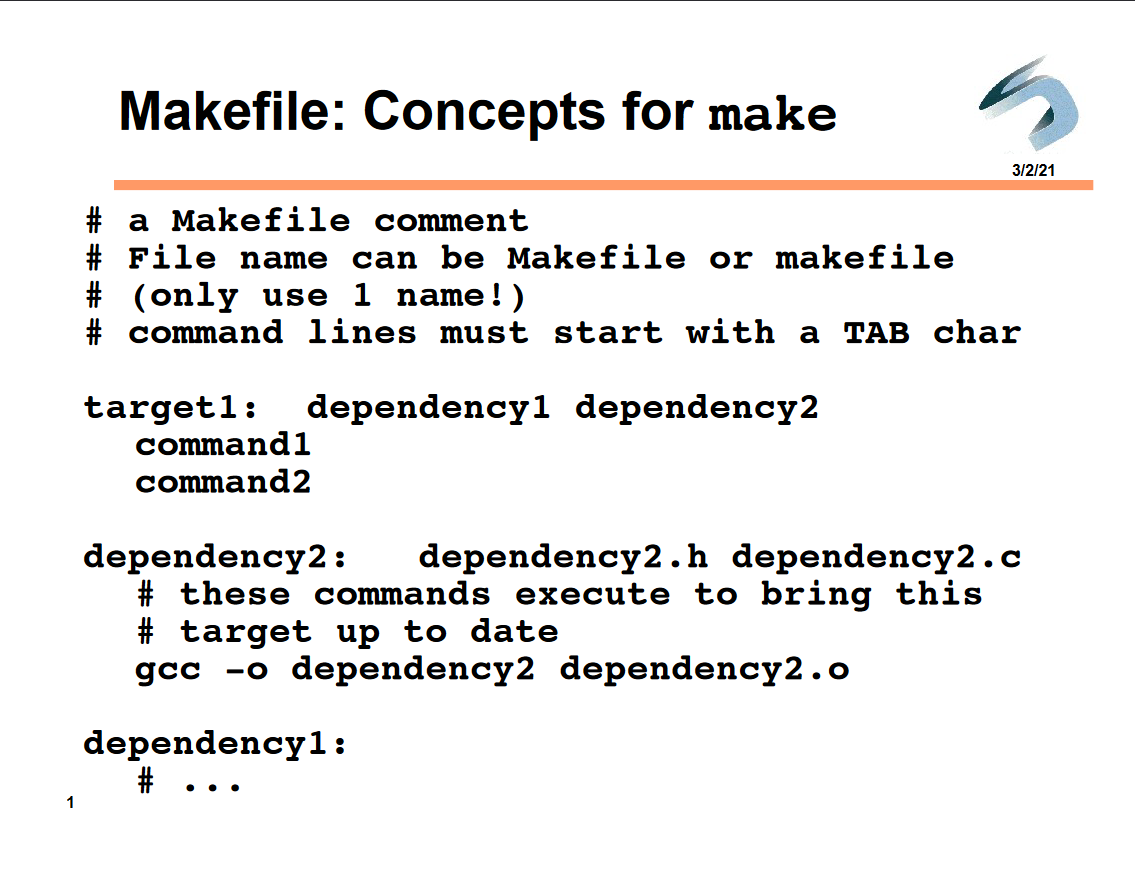 Makefile: Concepts for make
3/2/21
# a Makefile comment
# File name can be Makefile or makefile
# (only use 1 name!)
# command lines must start with a TAB char
target1: dependency1 dependency2
command1
command2
dependency2: dependency2.h dependency2.c
# these commands execute to bring this
# target up to date
gcc -o dependency2 dependency2.o
dependency1:
# ...
1